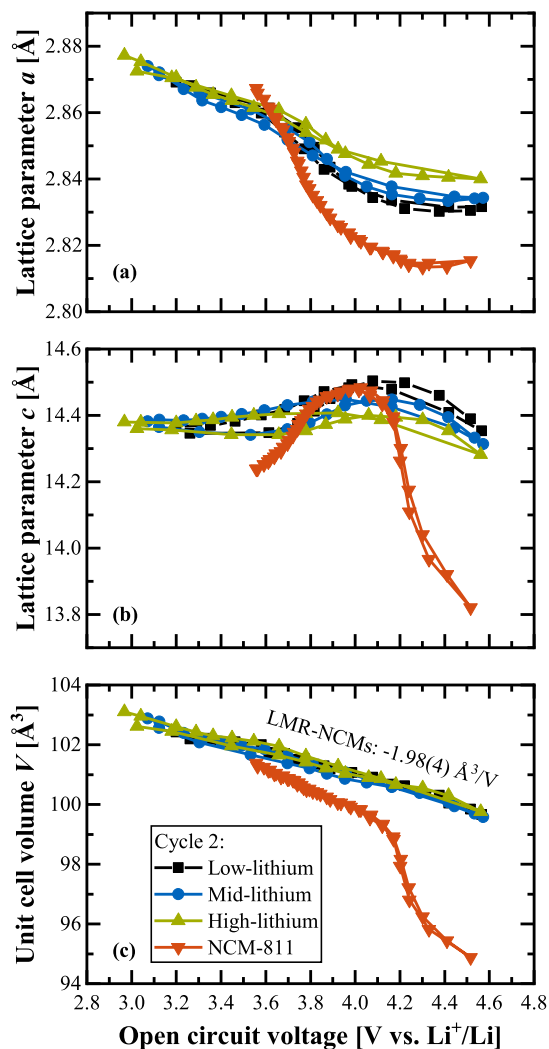 2.88
2.86
2.84
2.82
2.80
Lattice parameter a [Å]
(a)
14.6
14.4
14.2
14.0
13.8
Lattice parameter c [Å]
(b)
104
102
100
98
96
94
Unit cell volume V [Å³]
LMR-NCMs: -1.98(4) Å³/V
Cycle 2:
Low-lithium
Mid-lithium
High-lithium
NCM-811
(c)
2.8 3.0 3.2 3.4 3.6 3.8 4.0 4.2 4.4 4.6 4.8
Open circuit voltage [V vs. Li⁺/Li]